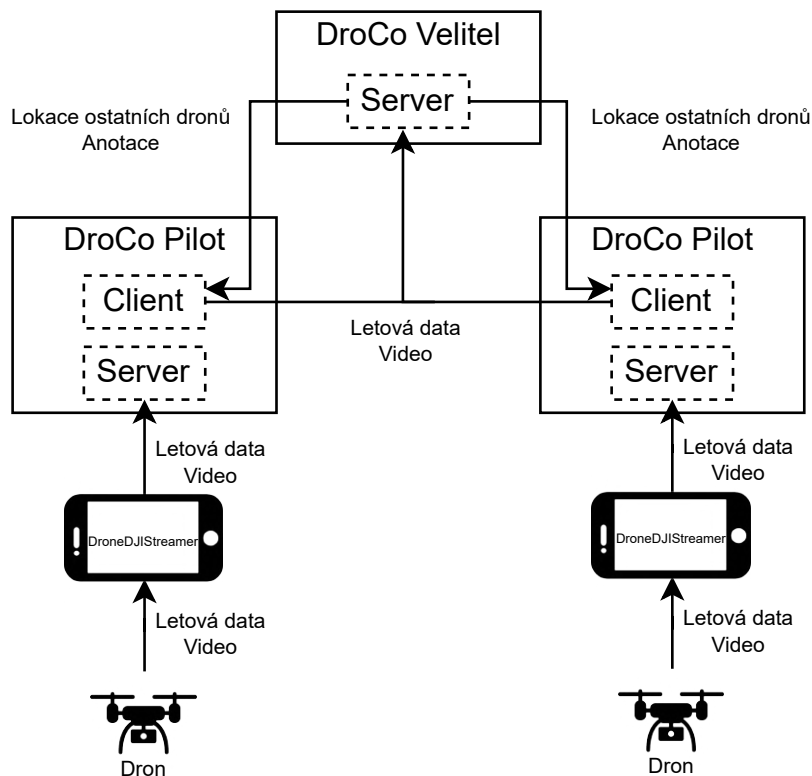 DroCo Velitel
Server
Lokace ostatních dronů
Anotace
Lokace ostatních dronů
Anotace
DroCo Pilot
Client
Server
DroCo Pilot
Client
Server
Letová data
Video
Letová data
Video
Letová data
Video
DroneDJIStreamer
DroneDJIStreamer
Letová data
Video
Letová data
Video
Dron
Dron